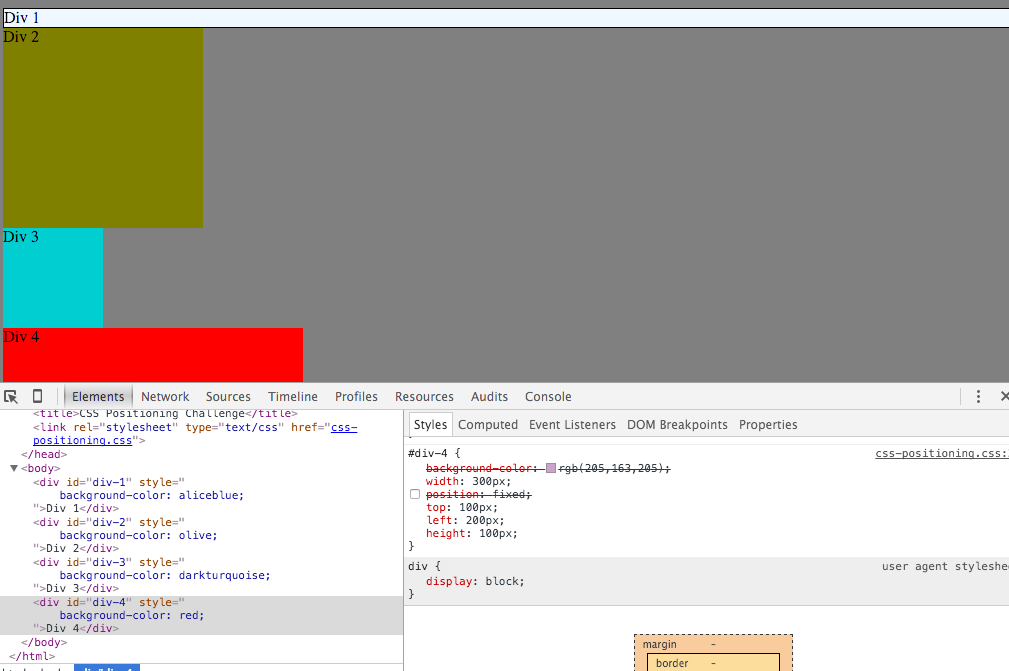 Div 1
Div 2
Div 3
Div 4
Elements Network Sources Timeline Profiles Resources Audits Console
<title>CSS Positioning Challenge</title>
<link rel="stylesheet" type="text/css" href="css-
positioning.css">
</head>
<body>
<div id="div-1" style="
background-color: aliceblue;
">Div 1</div>
<div id="div-2" style="
background-color: olive;
">Div 2</div>
<div id="div-3" style="
background-color: darkturquoise;
">Div 3</div>
<div id="div-4" style="
background-color: red;
">Div 4</div>
</body>
</html>
Styles Computed Event Listeners DOM Breakpoints Properties
}
#div-4 { css-positioning.css:
background-color: rgb(205,163,205);
width: 300px;
position: fixed;
top: 100px;
left: 200px;
height: 100px;
}
div { user agent styleshe
display: block;
}
margin -
border -